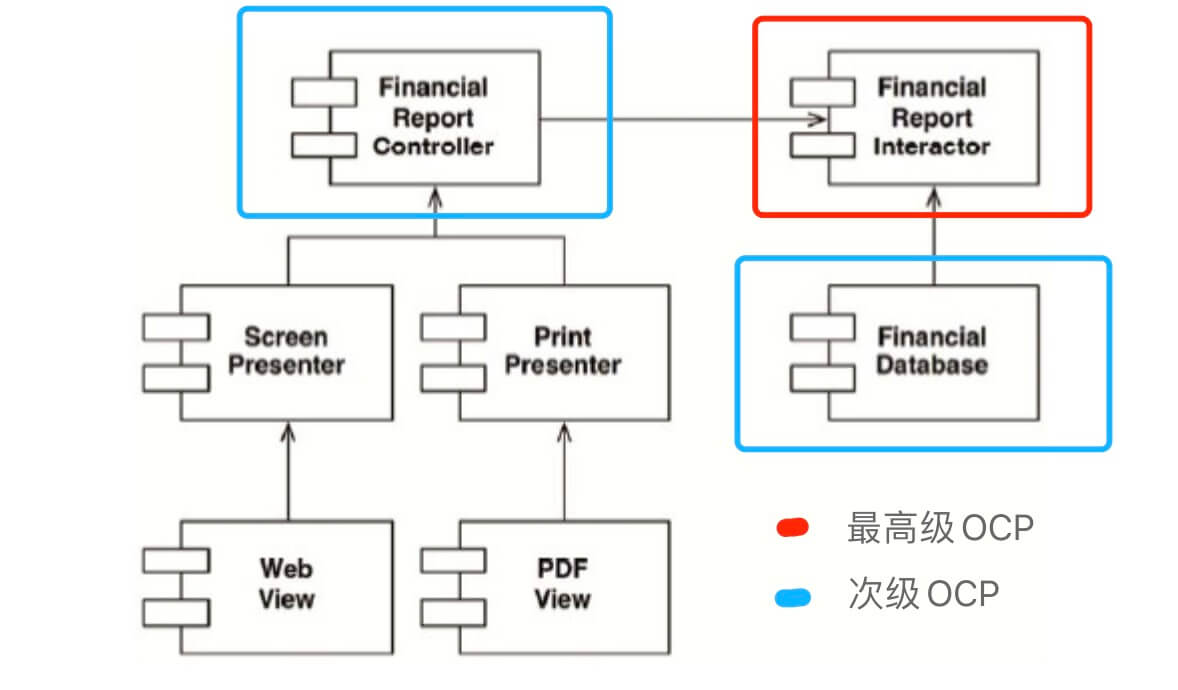 Financial
Report
Controller
Financial
Report
Interactor
Screen
Presenter
Print
Presenter
Financial
Database
Web
View
PDF
View
最高级 OCP
次级 OCP